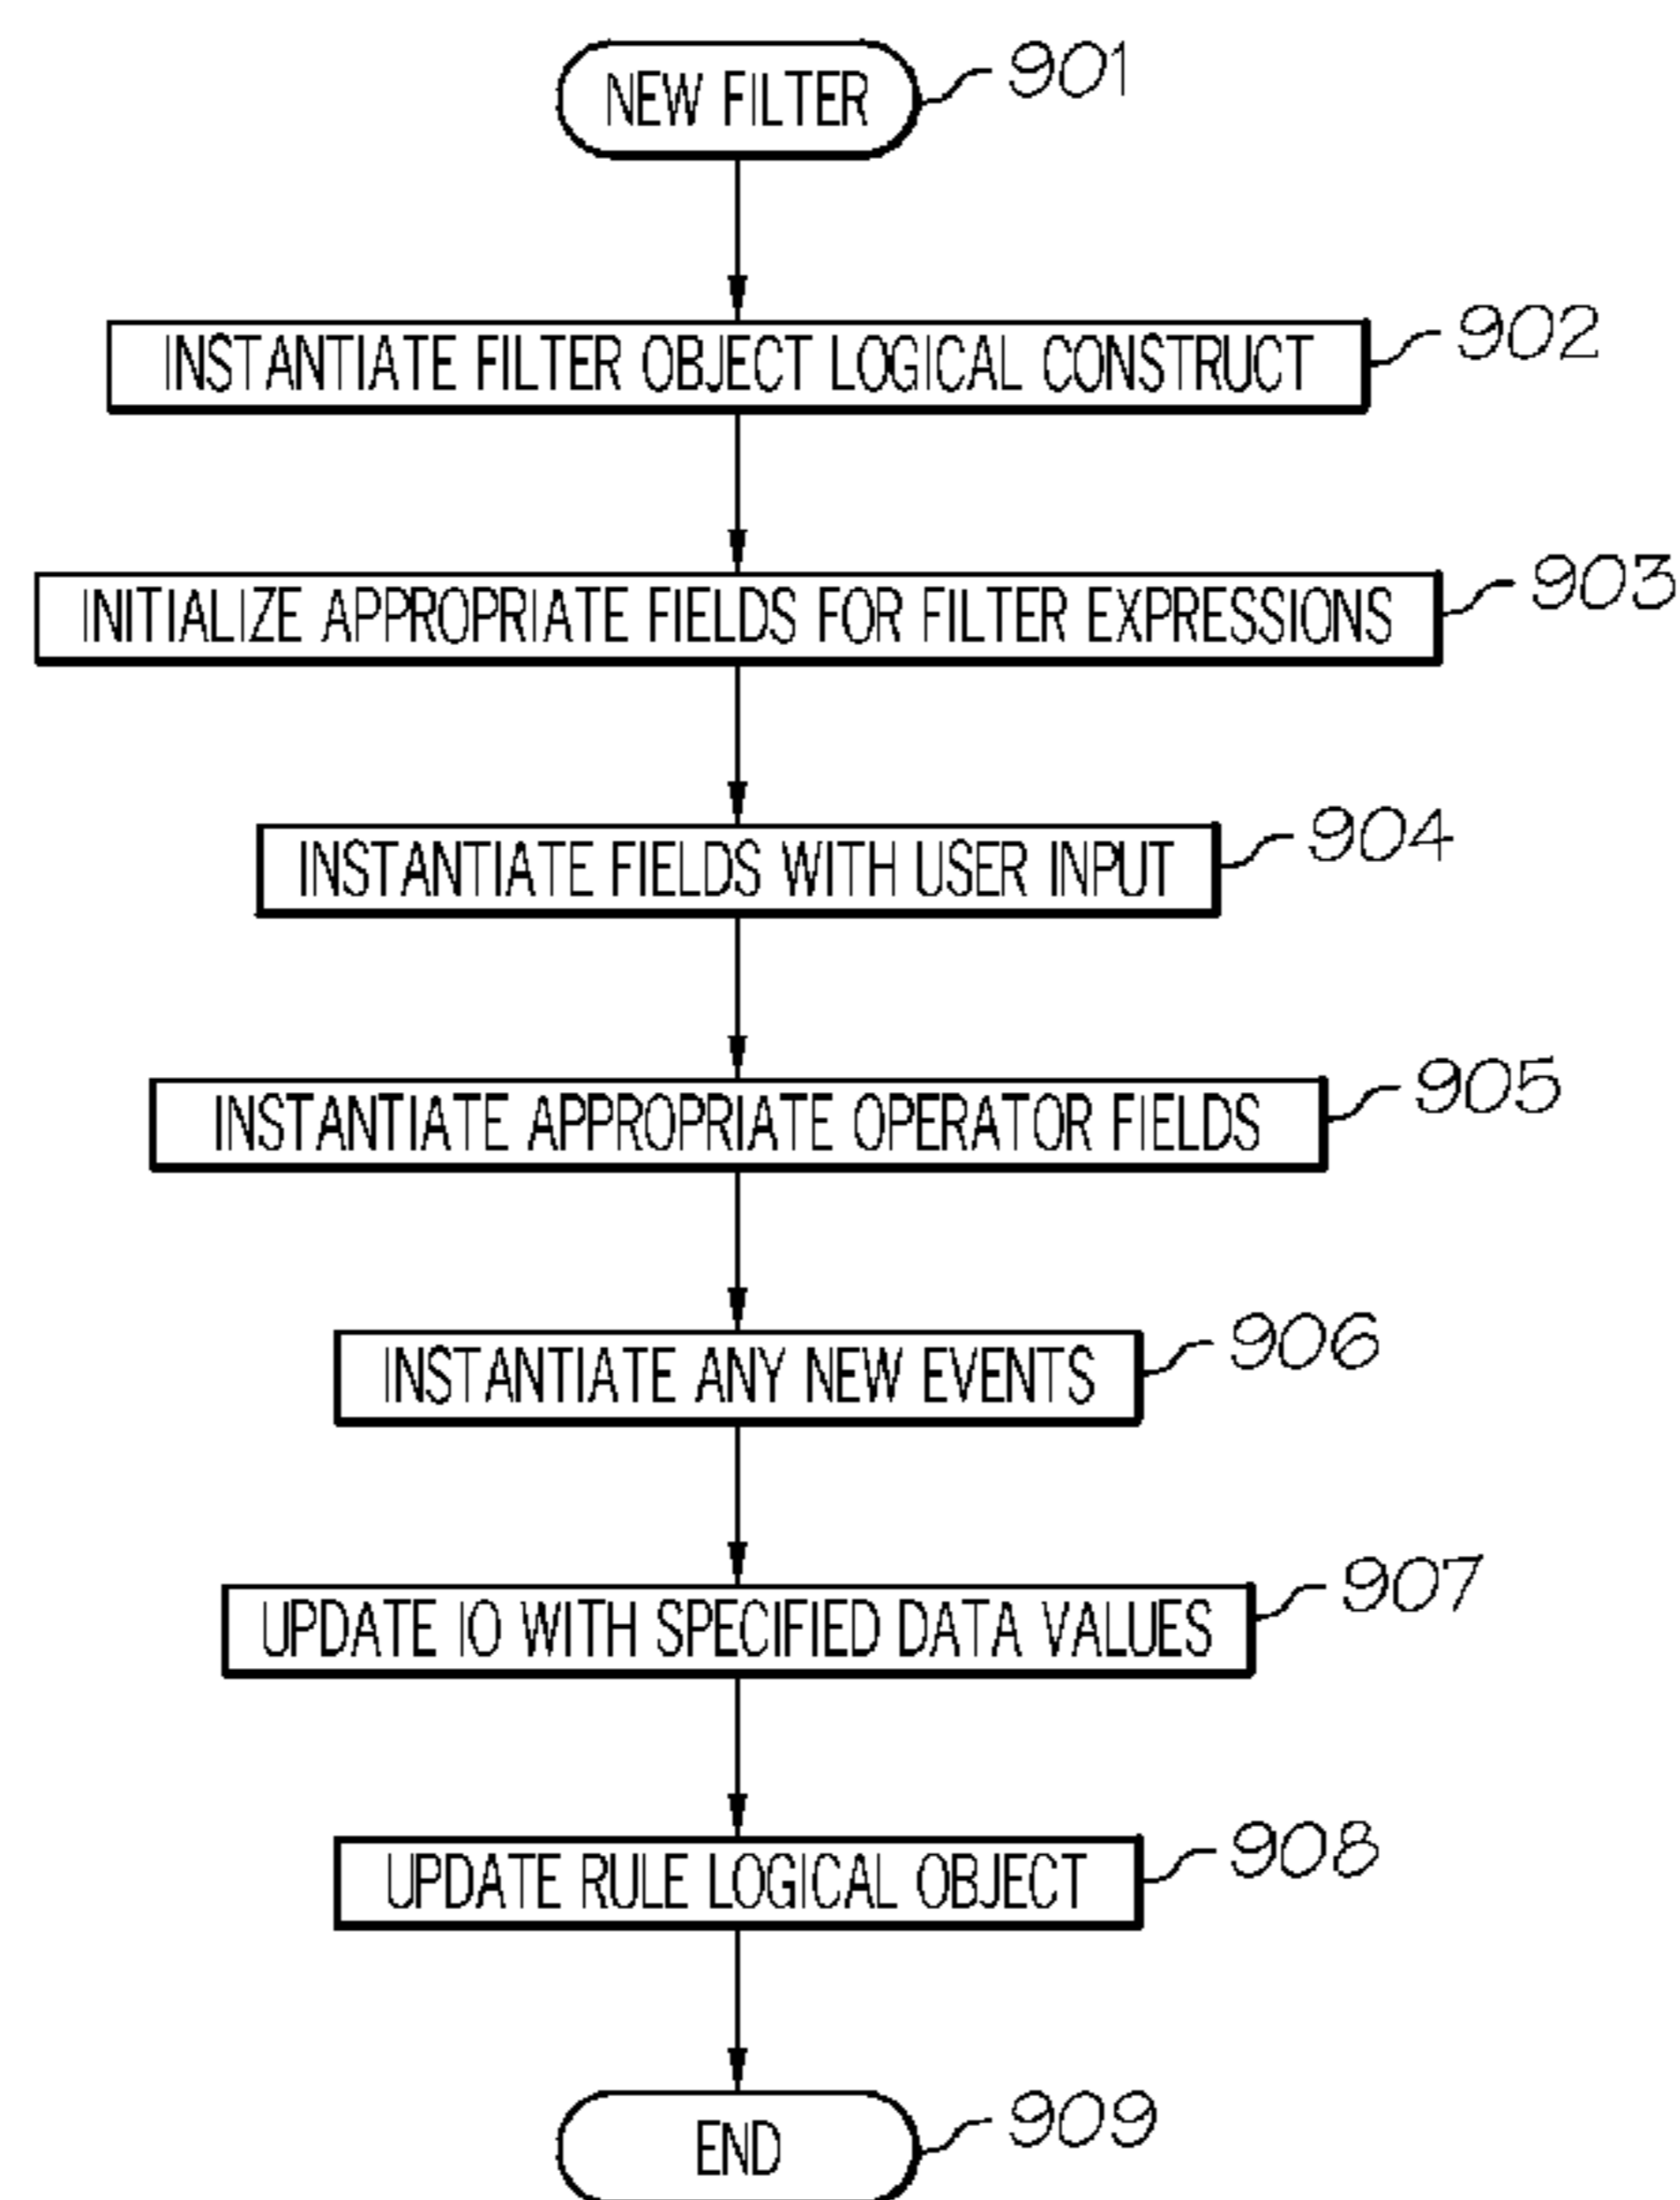 NEW FILTER
901
INSTANTIATE FILTER OBJECT LOGICAL CONSTRUCT
902
INITIALIZE APPROPRIATE FIELDS FOR FILTER EXPRESSIONS
903
INSTANTIATE FIELDS WITH USER INPUT
904
INSTANTIATE APPROPRIATE OPERATOR FIELDS
905
INSTANTIATE ANY NEW EVENTS
906
UPDATE IO WITH SPECIFIED DATA VALUES
907
UPDATE RULE LOGICAL OBJECT
908
END
909